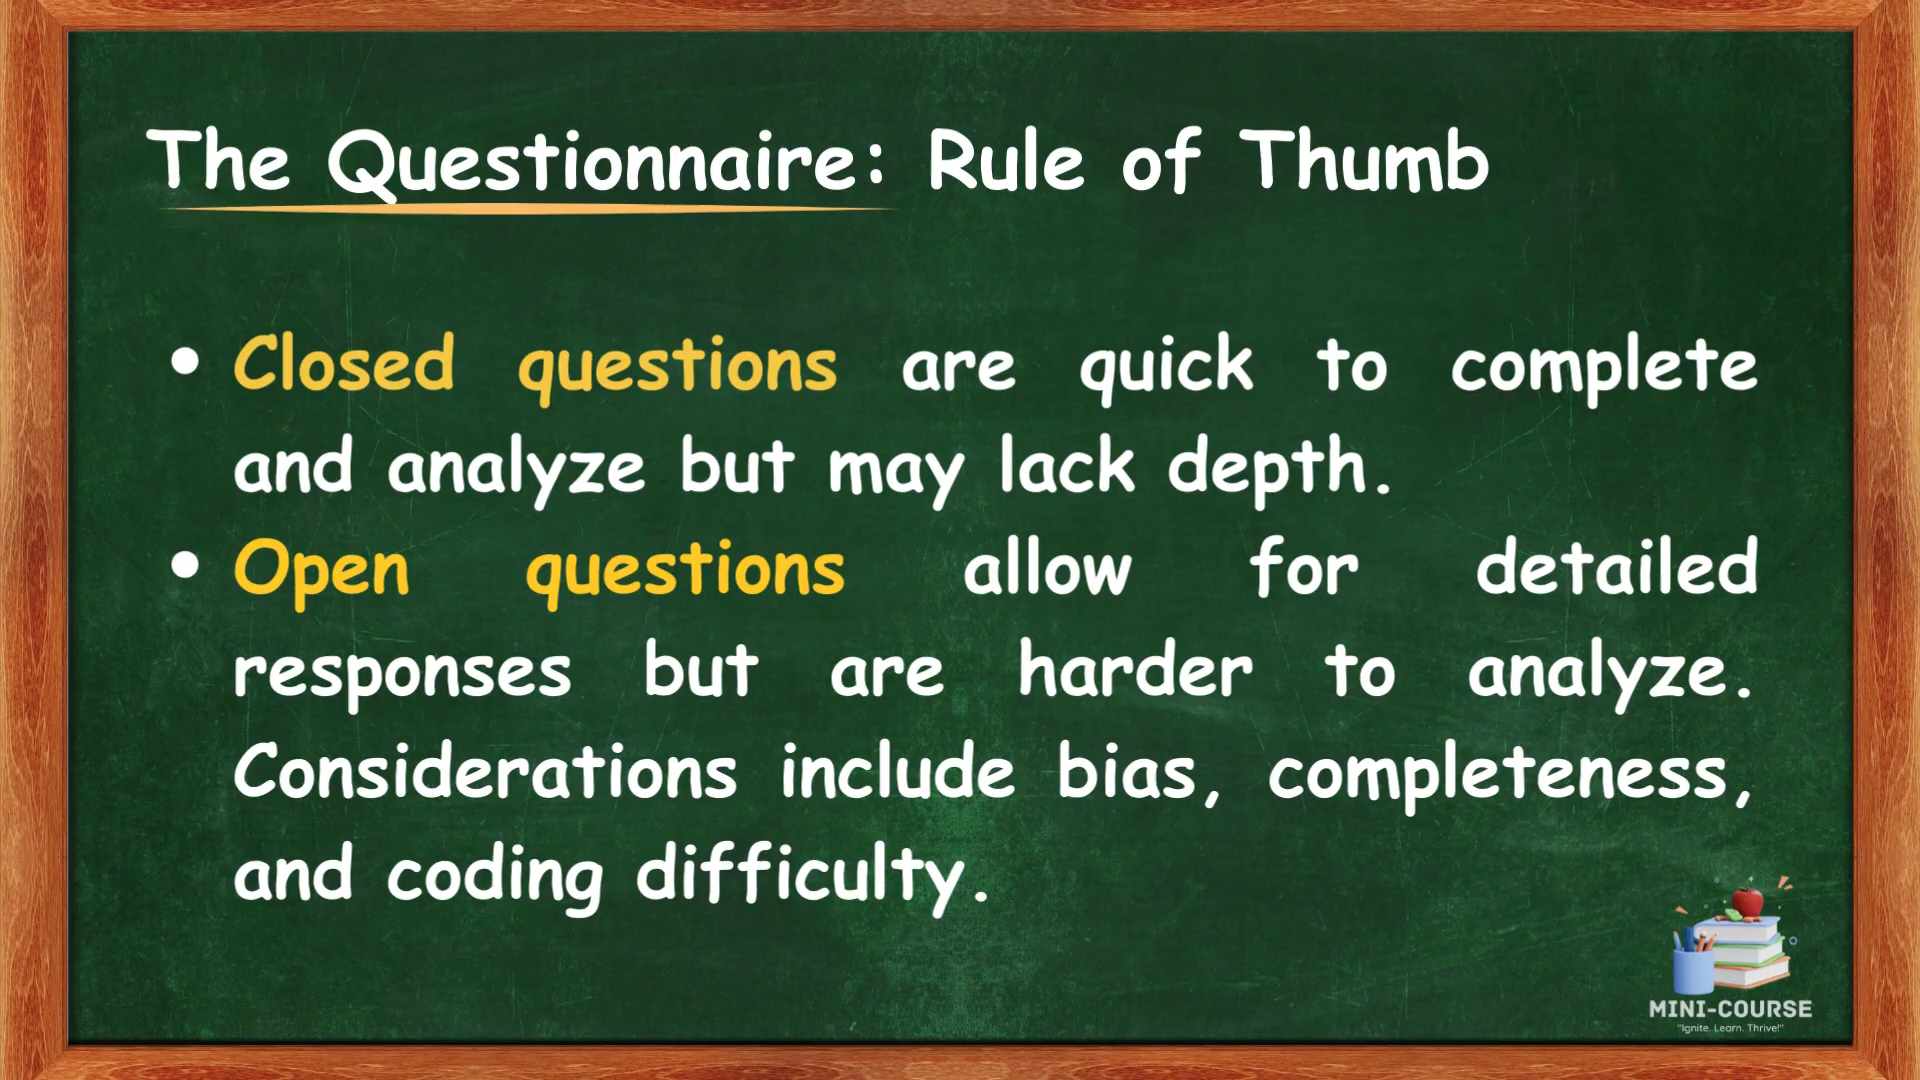 The Questionnaire: Rule of Thumb
• Closed questions are quick to complete
and analyze but may lack depth.
• Open questions allow for detailed
responses but are harder to analyze.
Considerations include bias, completeness,
and coding difficulty.
MINI-COURSE
"Ignite. Learn. Thrive!"